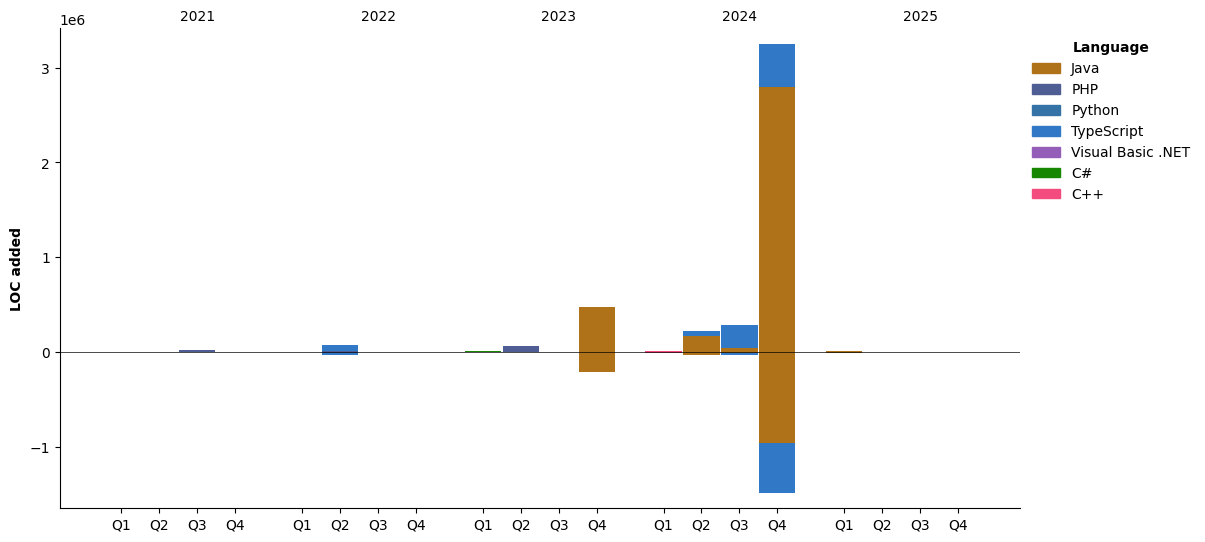 2021 2022 2023 2024 2025
1e6
3
2
1
0
−1
LOC added
Q1 Q2 Q3 Q4 Q1 Q2 Q3 Q4 Q1 Q2 Q3 Q4 Q1 Q2 Q3 Q4 Q1 Q2 Q3 Q4
Language
Java
PHP
Python
TypeScript
Visual Basic .NET
C#
C++